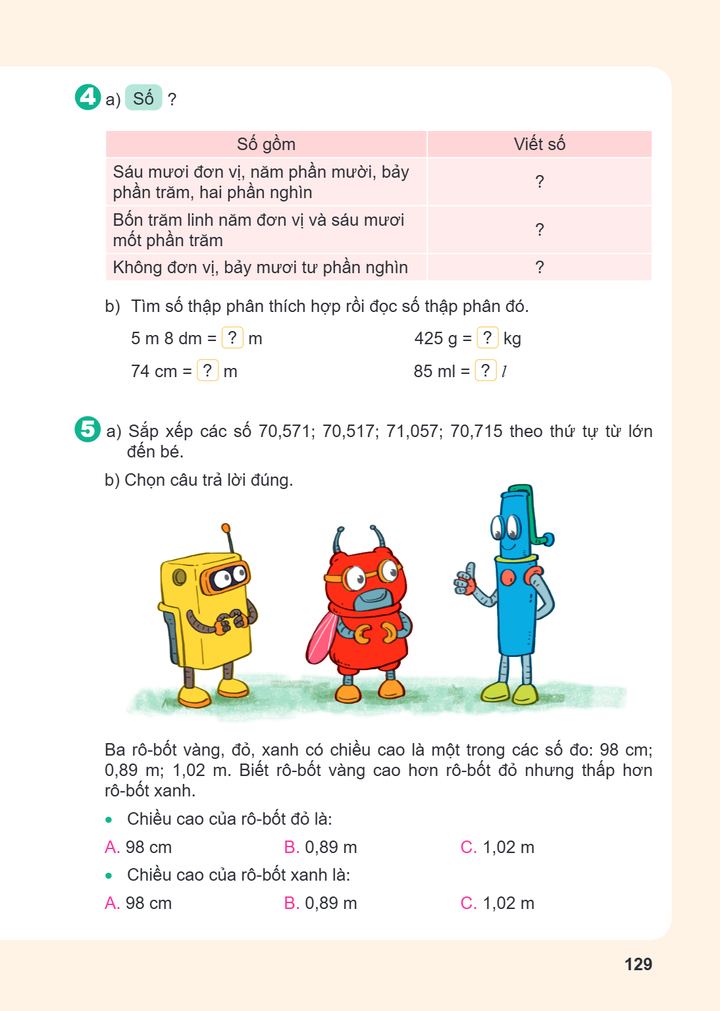 4 a) Số ?
Số gồm Viết số
Sáu mươi đơn vị, năm phần mười, bảy
phần trăm, hai phần nghìn ?
Bốn trăm linh năm đơn vị và sáu mươi
mốt phần trăm ?
Không đơn vị, bảy mươi tư phần nghìn ?
b) Tìm số thập phân thích hợp rồi đọc số thập phân đó.
5 m 8 dm = ? m 425 g = ? kg
74 cm = ? m 85 ml = ? l
5 a) Sắp xếp các số 70,571; 70,517; 71,057; 70,715 theo thứ tự từ lớn
đến bé.
b) Chọn câu trả lời đúng.
Ba rô-bốt vàng, đỏ, xanh có chiều cao là một trong các số đo: 98 cm;
0,89 m; 1,02 m. Biết rô-bốt vàng cao hơn rô-bốt đỏ nhưng thấp hơn
rô-bốt xanh.
• Chiều cao của rô-bốt đỏ là:
A. 98 cm B. 0,89 m C. 1,02 m
• Chiều cao của rô-bốt xanh là:
A. 98 cm B. 0,89 m C. 1,02 m
129